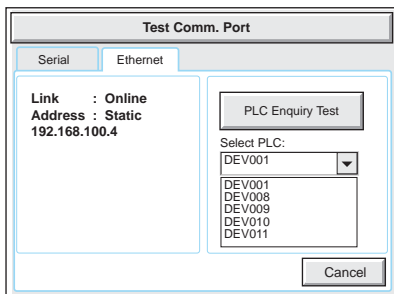 Test Comm. Port
Serial
Ethernet
Link : Online
Address : Static
192.168.100.4
PLC Enquiry Test
Select PLC:
DEV001
DEV001
DEV008
DEV009
DEV010
DEV011
Cancel